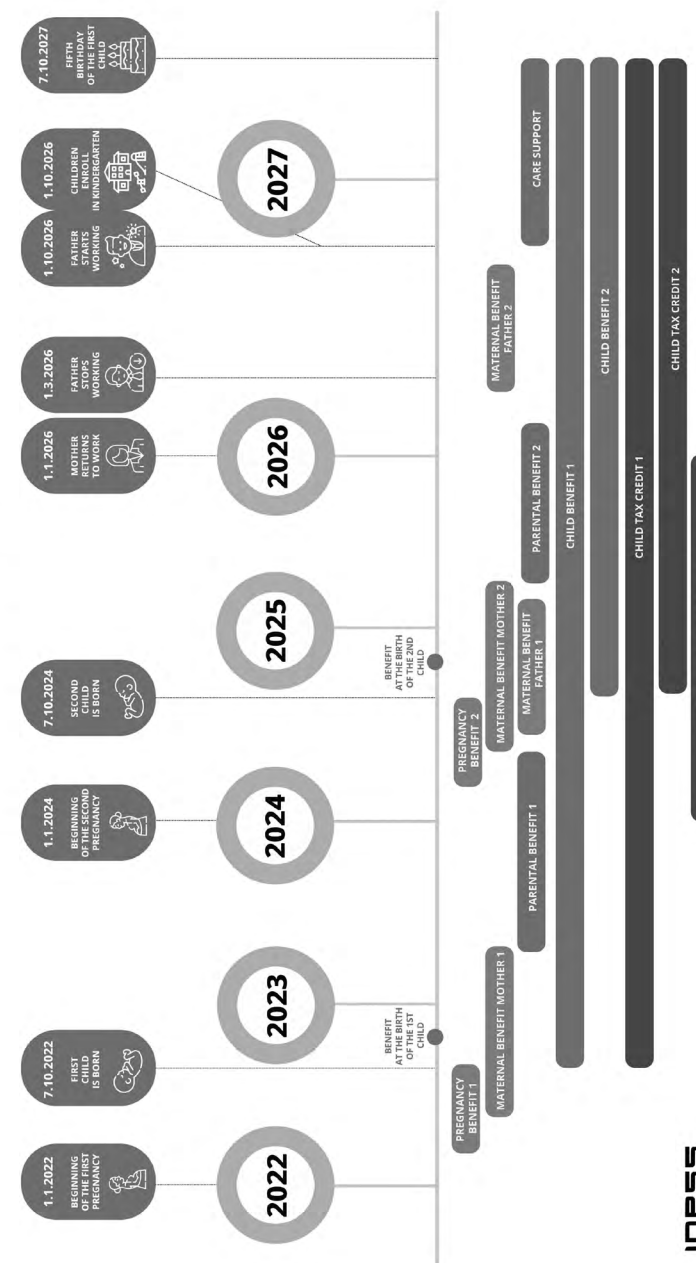 1.1.2022
BEGINNING
OF THE FIRST
PREGNANCY
7.10.2022
FIRST
CHILD
IS BORN
1.1.2024
BEGINNING
OF THE SECOND
PREGNANCY
7.10.2024
SECOND
CHILD
IS BORN
1.1.2026
MOTHER
RETURNS
TO WORK
1.3.2026
FATHER
STOPS
WORKING
1.10.2026
FATHER
STARTS
WORKING
1.10.2026
CHILDREN
ENROLL
IN KINDERGARTEN
7.10.2027
FIFTH
BIRTHDAY
OF THE FIRST
CHILD
2022
2023
2024
2025
2026
2027
BENEFIT
AT THE BIRTH
OF THE 1ST
CHILD
BENEFIT
AT THE BIRTH
OF THE 2ND
CHILD
PREGNANCY
BENEFIT 1
PREGNANCY
BENEFIT 2
MATERNAL BENEFIT MOTHER 1
MATERNAL BENEFIT MOTHER 2
MATERNAL BENEFIT
FATHER 2
PARENTAL BENEFIT 1
MATERNAL BENEFIT
FATHER 1
PARENTAL BENEFIT 2
CARE SUPPORT
CHILD BENEFIT 1
CHILD BENEFIT 2
CHILD TAX CREDIT 1
CHILD TAX CREDIT 2